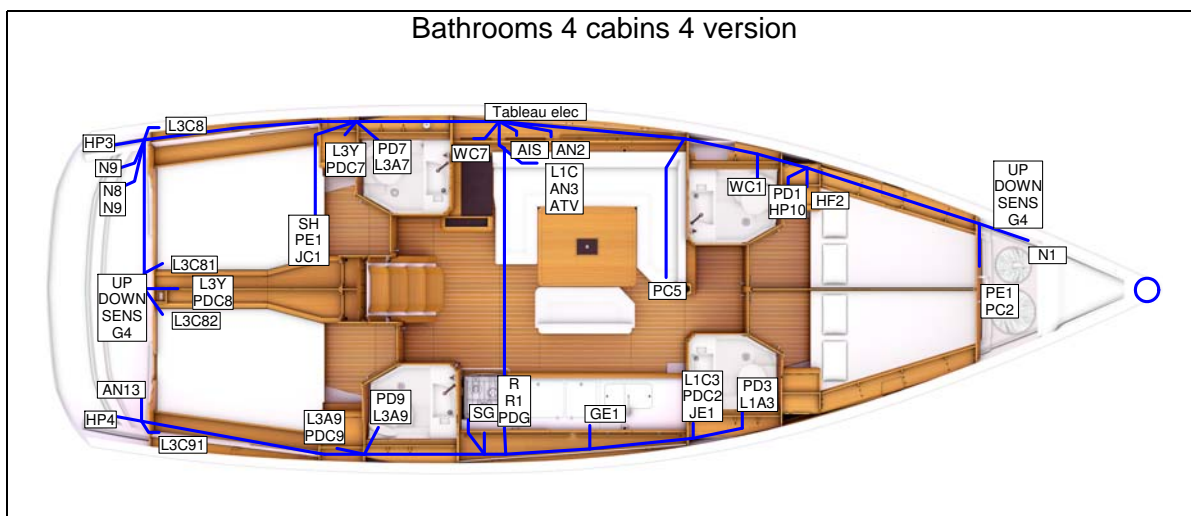 Bathrooms 4 cabins 4 version
Tableau elec
L3C8
HP3
N9
N8
N9
L3Y
PDC7
PD7
L3A7
WC7
AIS
AN2
L1C
AN3
ATV
WC1
PD1
HP10
HF2
UP
DOWN
SENS
G4
N1
SH
PE1
JC1
L3C81
UP
DOWN
SENS
G4
L3Y
PDC8
L3C82
PC5
PE1
PC2
AN13
HP4
L3C91
L3A9
PDC9
PD9
L3A9
SG
R
R1
PDG
GE1
L1C3
PDC2
JE1
PD3
L1A3